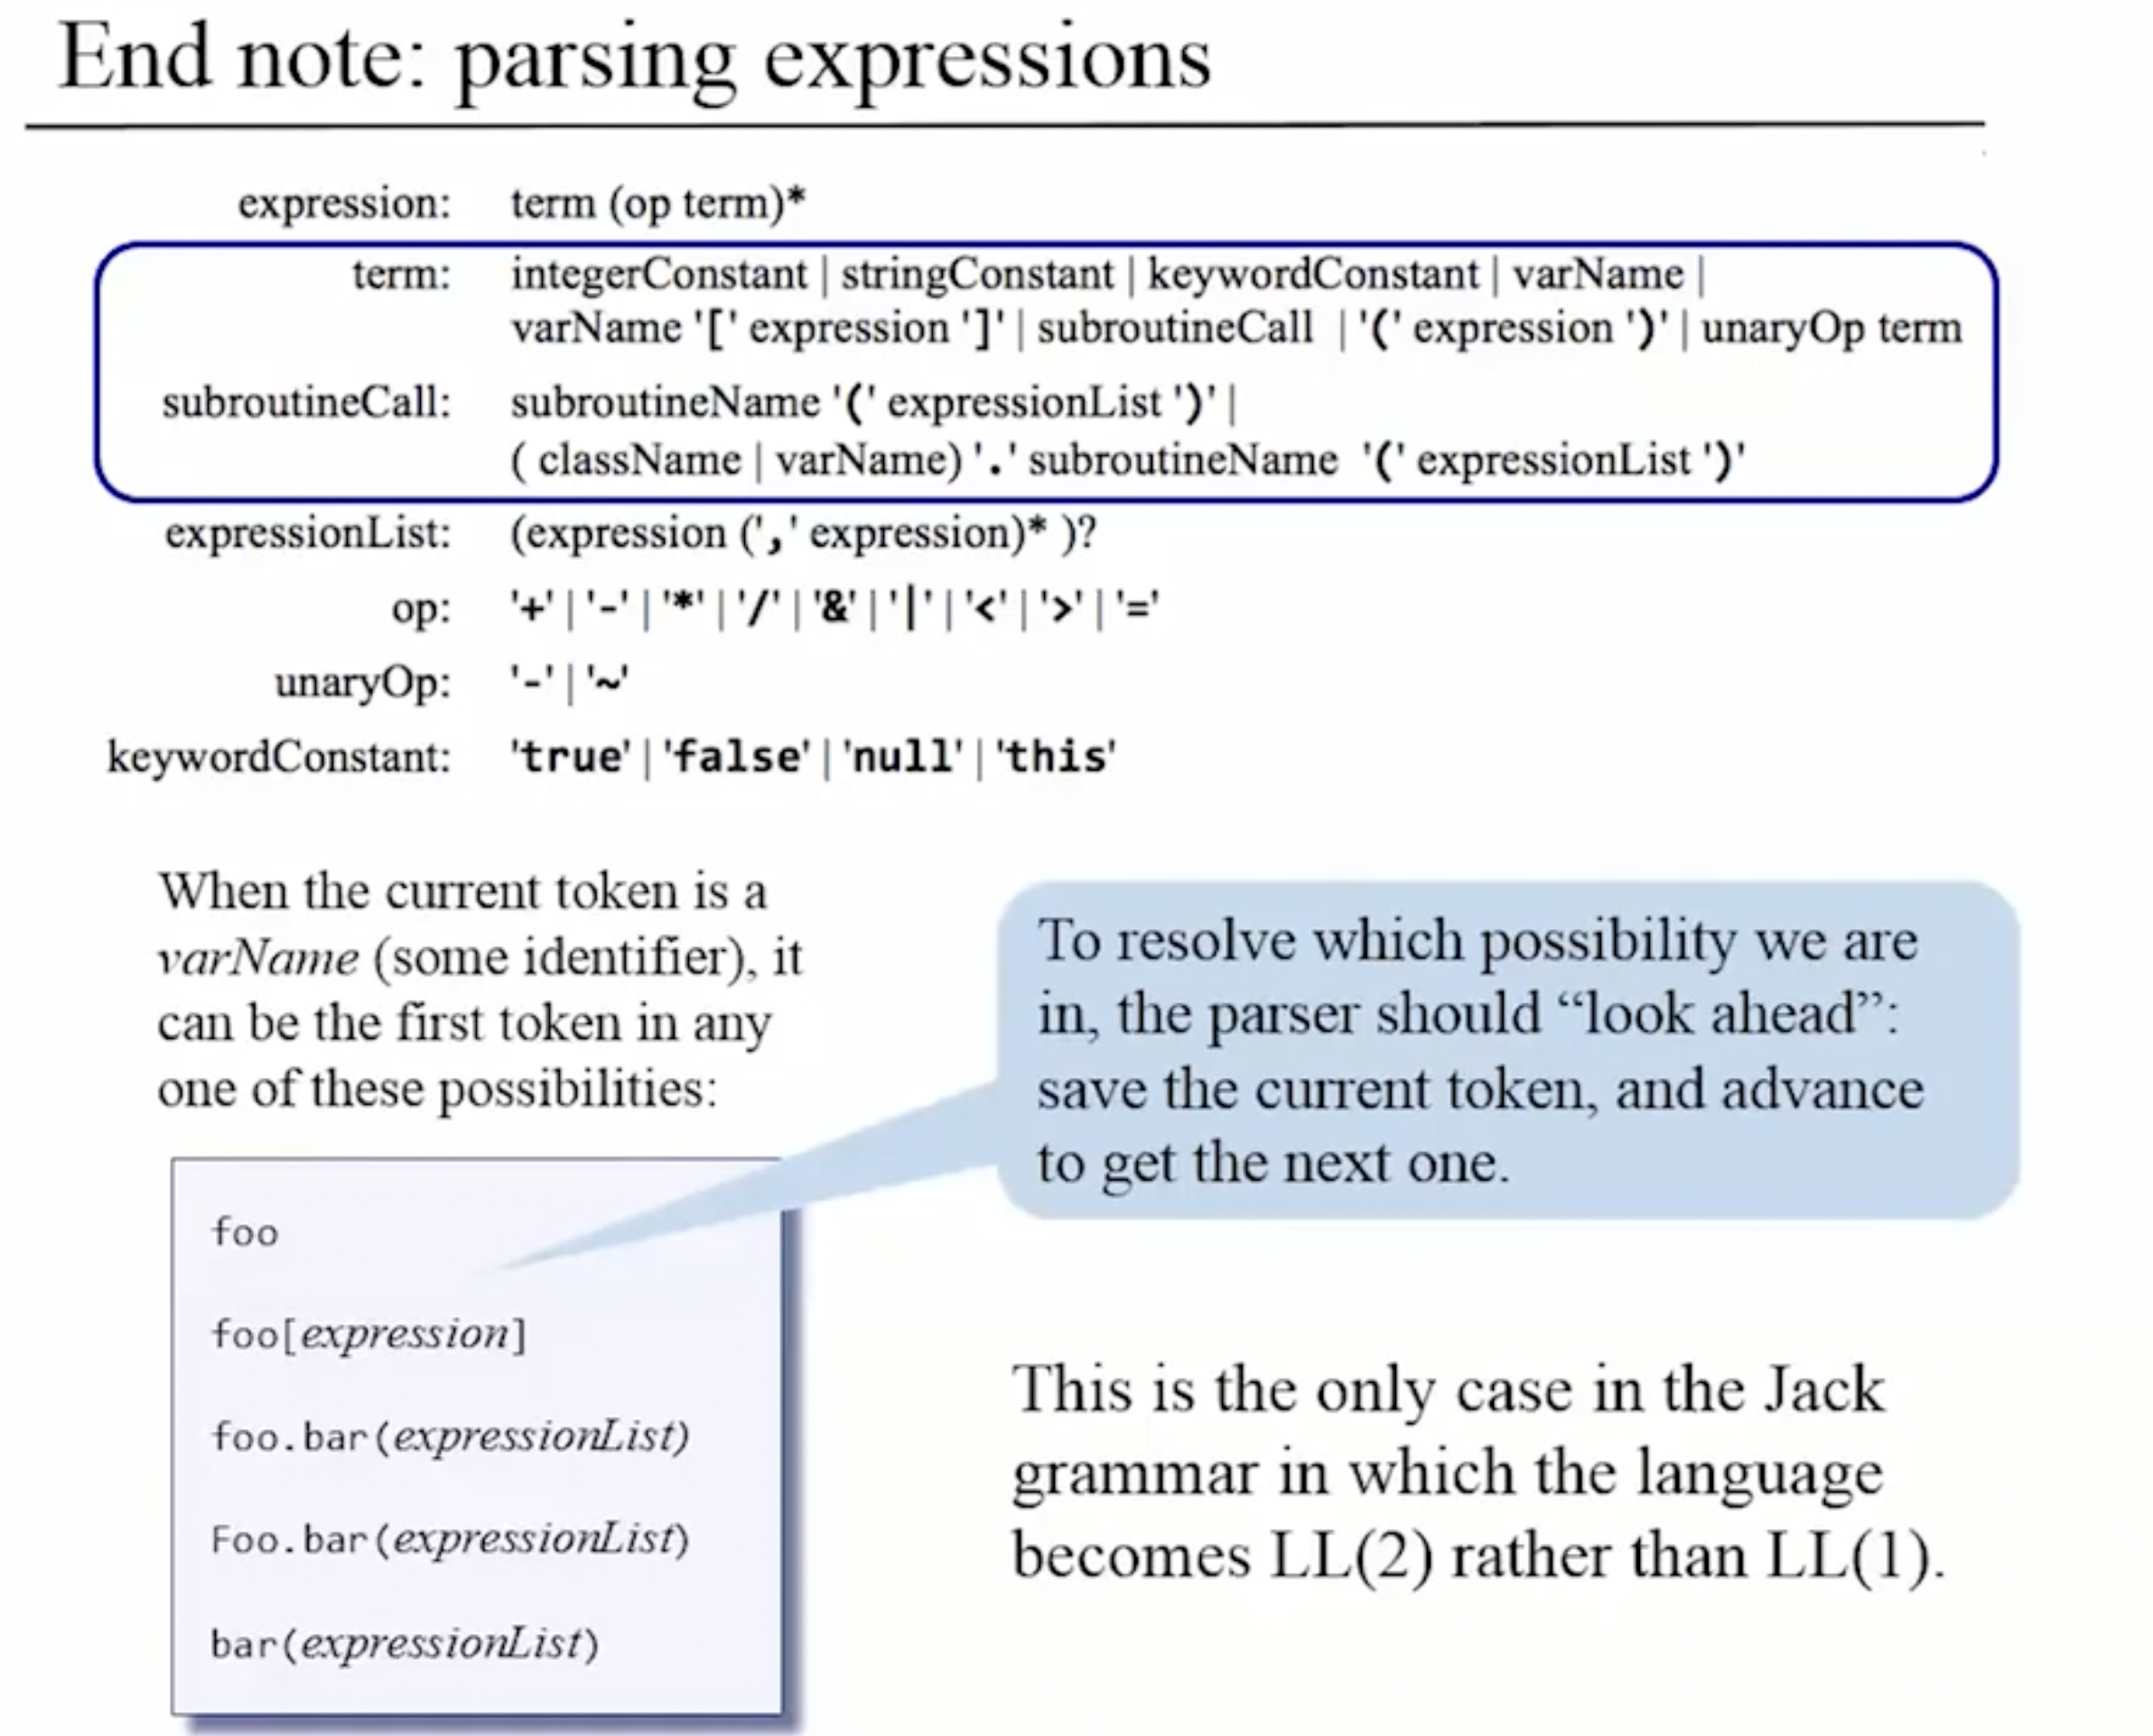 End note: parsing expressions
expression: term (op term)*
term: integerConstant | stringConstant | keywordConstant | varName |
varName '[' expression ']' | subroutineCall | '(' expression ')' | unaryOp term
subroutineCall: subroutineName '(' expressionList ')' |
( className | varName) '.' subroutineName '(' expressionList ')'
expressionList: (expression (',' expression)* )?
op: '+' | '-' | '*' | '/' | '&' | '|' | '<' | '>' | '='
unaryOp: '-' | '~'
keywordConstant: 'true' | 'false' | 'null' | 'this'
When the current token is a
varName (some identifier), it
can be the first token in any
one of these possibilities:
foo
foo[expression]
foo.bar(expressionList)
Foo.bar(expressionList)
bar(expressionList)
To resolve which possibility we are
in, the parser should “look ahead”:
save the current token, and advance
to get the next one.
This is the only case in the Jack
grammar in which the language
becomes LL(2) rather than LL(1).